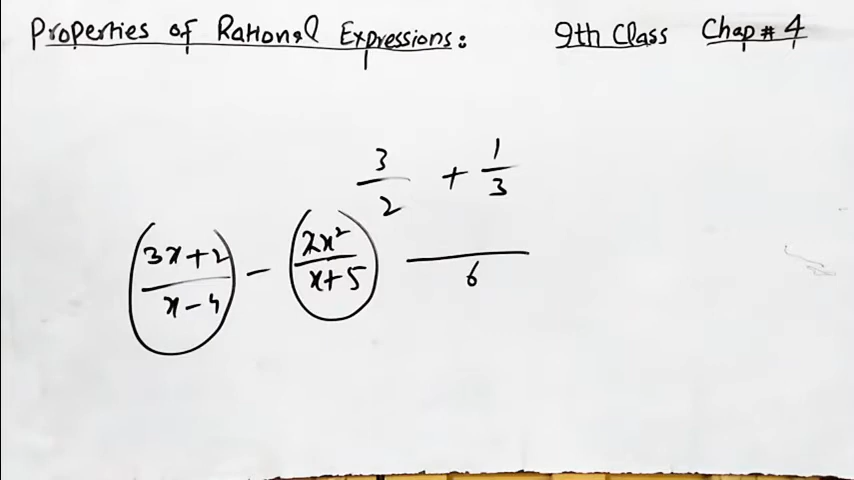 Properties of Rational Expressions: 9th Class Chap # 4
3/2 + 1/3
(3x+2)/(x-4) - (2x²)/(x+5)
/6